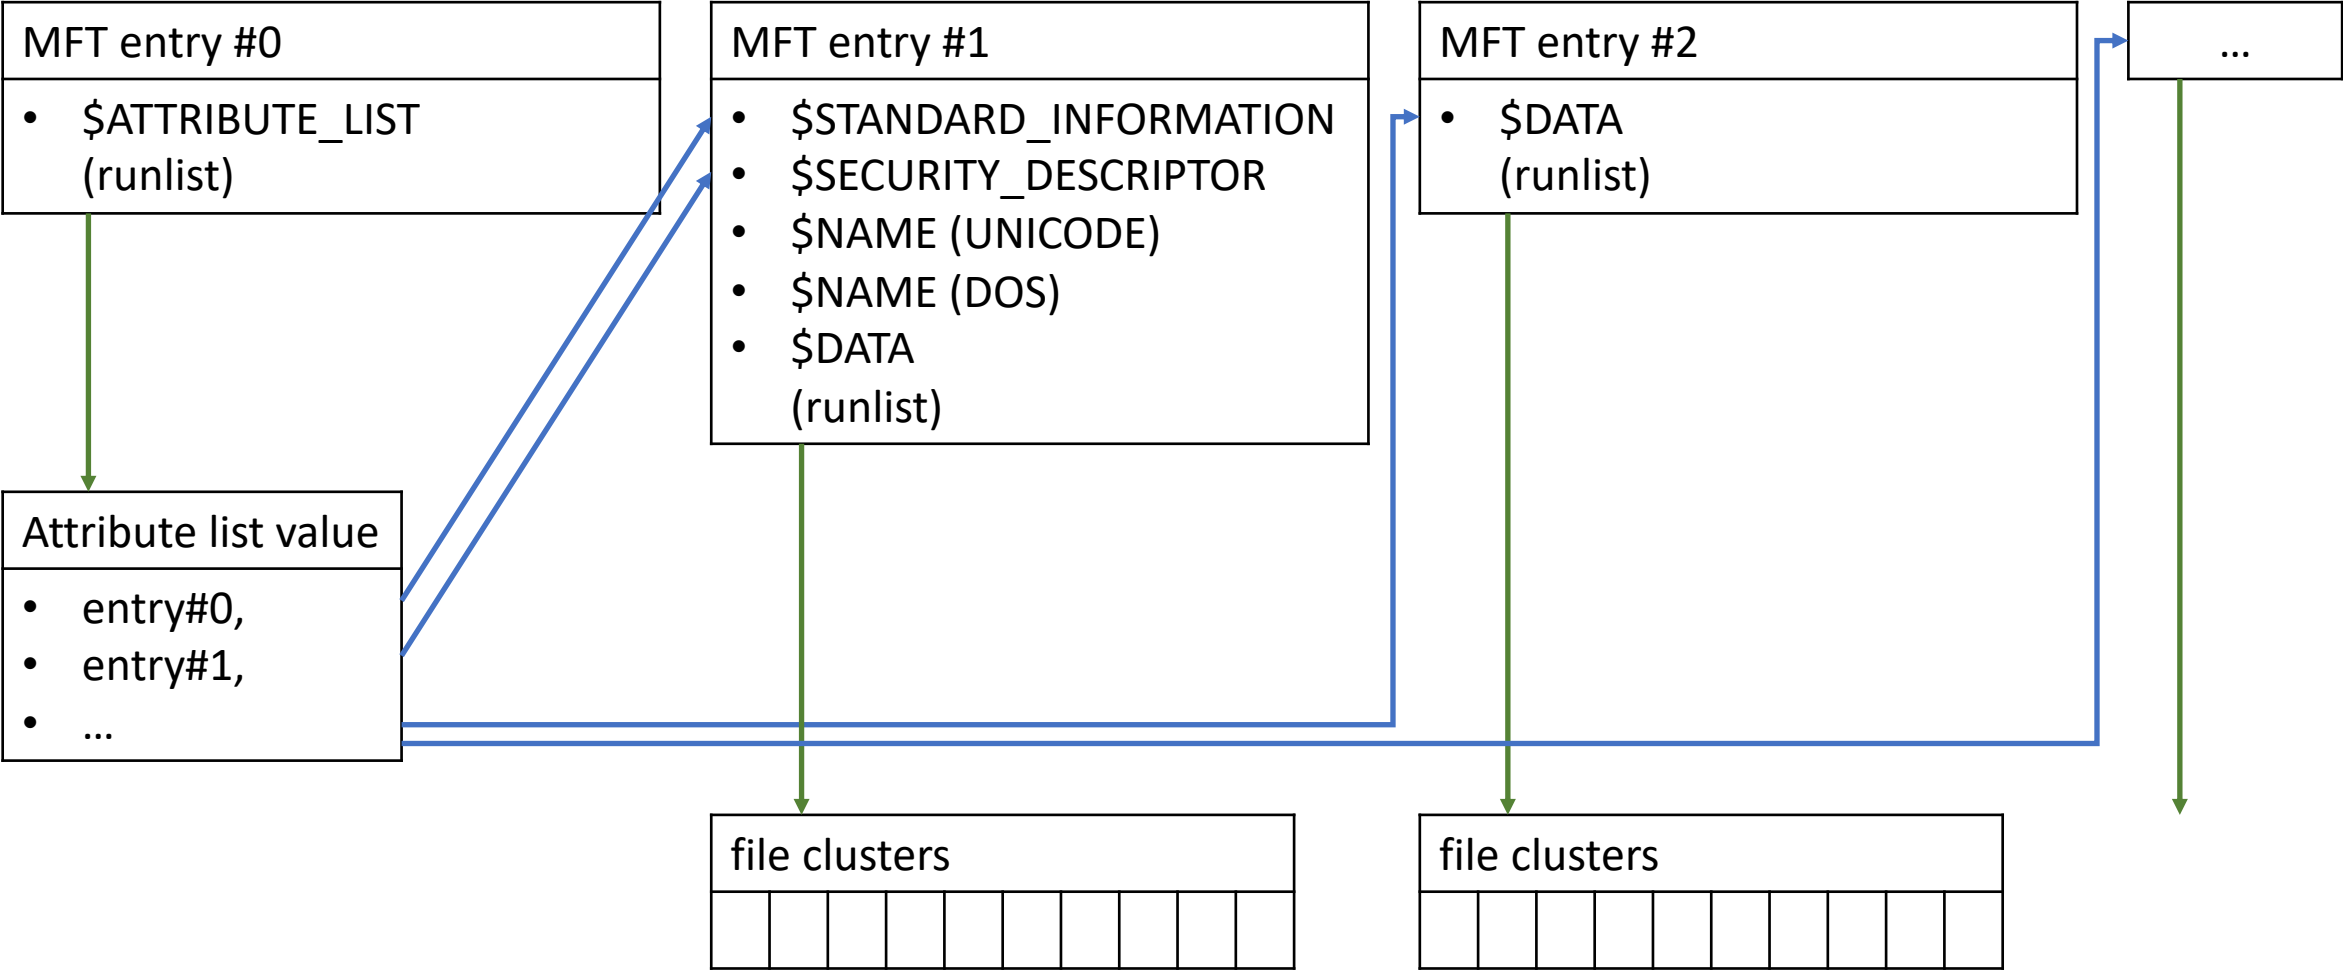 MFT entry #0
• $ATTRIBUTE_LIST
(runlist)
MFT entry #1
• $STANDARD_INFORMATION
• $SECURITY_DESCRIPTOR
• $NAME (UNICODE)
• $NAME (DOS)
• $DATA
(runlist)
MFT entry #2
• $DATA
(runlist)
...
Attribute list value
• entry#0,
• entry#1,
• ...
file clusters
file clusters